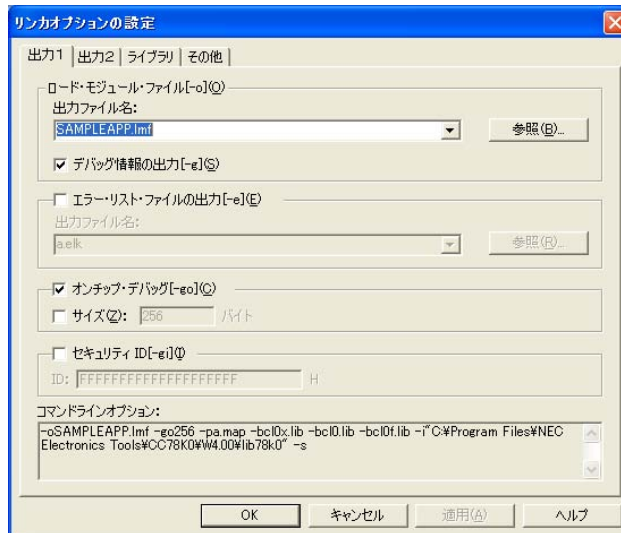 リンカオプションの設定
出力1 出力2 ライブラリ その他
ロード・モジュール・ファイル[-o](O)
出力ファイル名:
SAMPLEAPP.lmf 参照(B)...
デバッグ情報の出力[-g](S)
エラー・リスト・ファイルの出力[-e](E)
出力ファイル名:
a.elk 参照(R)...
オンチップ・デバッグ[-go](C)
サイズ(Z): 256 バイト
セキュリティ ID[-gi](I)
ID: FFFFFFFFFFFFFFFFFFFF H
コマンドラインオプション:
-oSAMPLEAPP.lmf -go256 -pa.map -bcl0x.lib -bcl0.lib -bcl0f.lib -i"C:¥Program Files¥NEC
Electronics Tools¥CC78K0¥W4.00¥lib78k0" -s
OK キャンセル 適用(A) ヘルプ